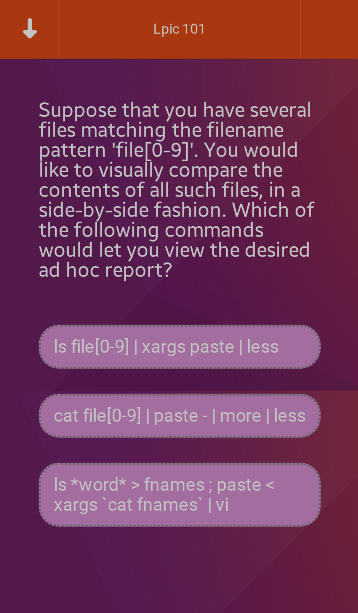 Lpic 101
Suppose that you have several
files matching the filename
pattern 'file[0-9]'. You would
like to visually compare the
contents of all such files, in a
side-by-side fashion. Which of
the following commands
would let you view the desired
ad hoc report?
ls file[0-9] | xargs paste | less
cat file[0-9] | paste - | more | less
ls *word* > fnames ; paste <
xargs `cat fnames` | vi